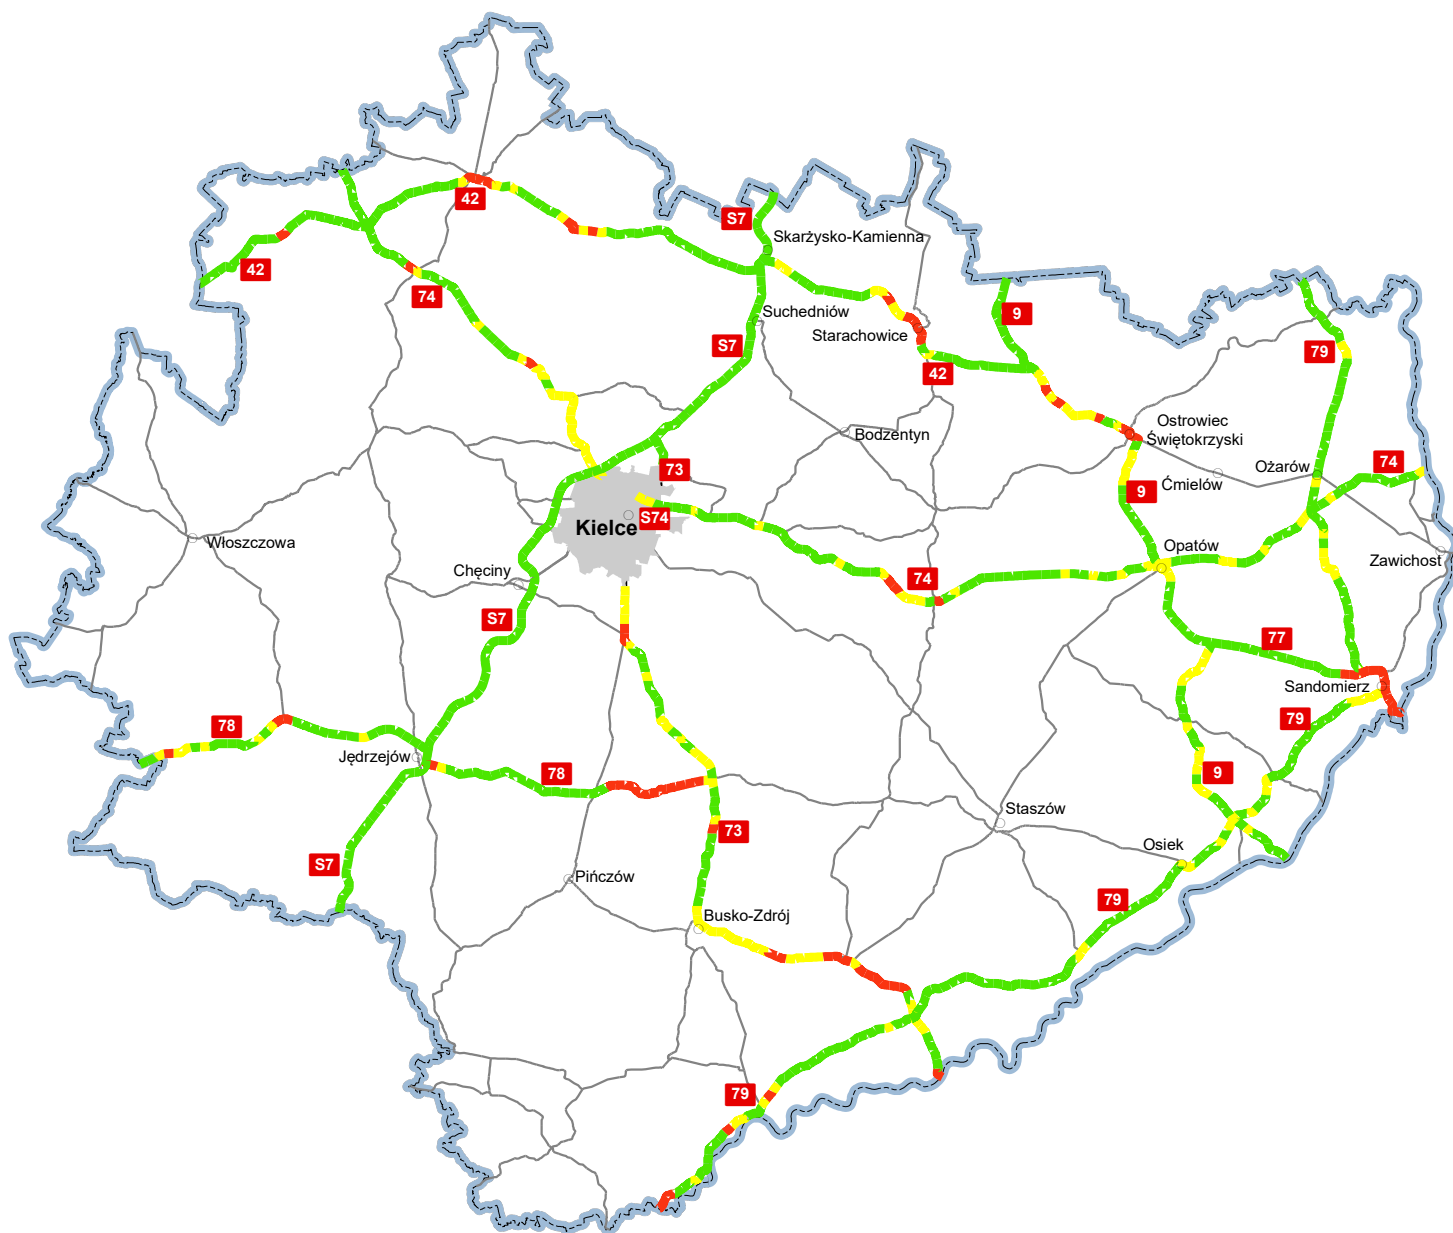 42
S7
Skarżysko-Kamienna
42
74
9
Suchedniów
Starachowice
S7
79
42
Ostrowiec
Świętokrzyski
Bodzentyn
73
Ożarów
74
Ćmielów
9
S74
Kielce
Włoszczowa
Opatów
Zawichost
Chęciny
74
S7
77
Sandomierz
78
79
Jędrzejów
78
9
Staszów
73
Osiek
S7
Pińczów
79
Busko-Zdrój
79